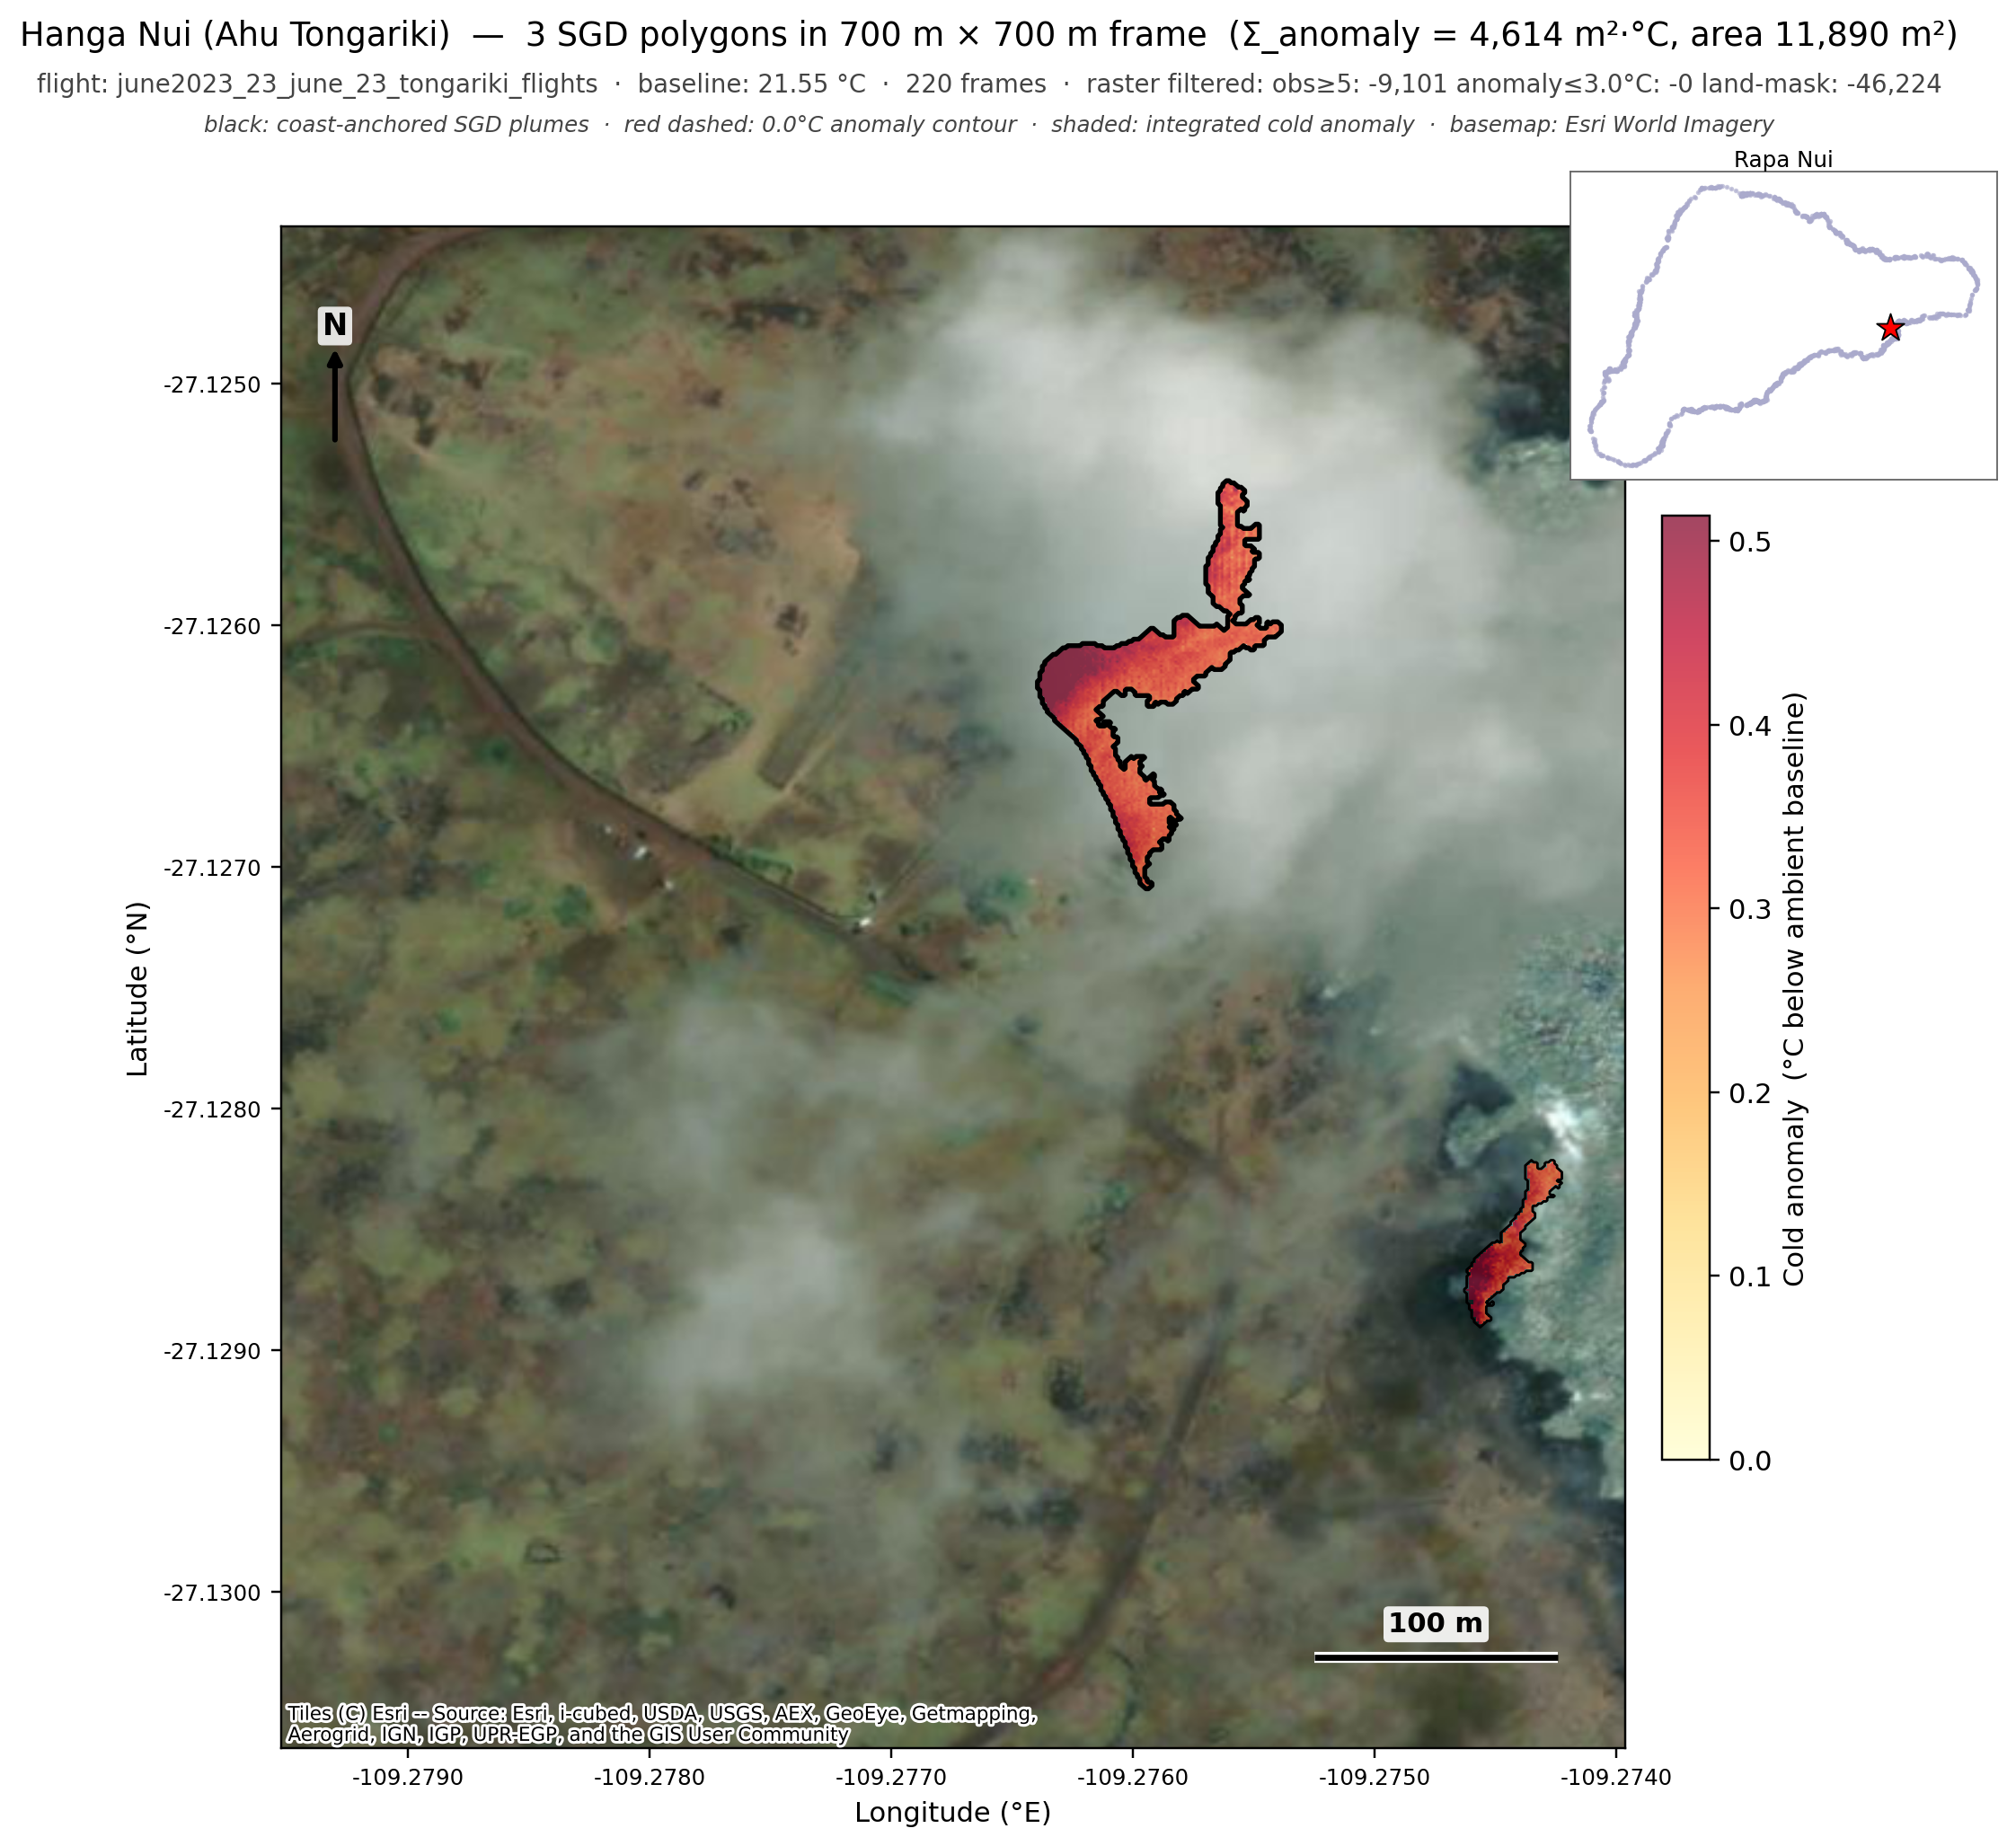 Hanga Nui (Ahu Tongariki) — 3 SGD polygons in 700 m × 700 m frame (Σ_anomaly = 4,614 m²·°C, area 11,890 m²)
flight: june2023_23_june_23_tongariki_flights · baseline: 21.55 °C · 220 frames · raster filtered: obs≥5: -9,101 anomaly≤3.0°C: -0 land-mask: -46,224
black: coast-anchored SGD plumes · red dashed: 0.0°C anomaly contour · shaded: integrated cold anomaly · basemap: Esri World Imagery
Rapa Nui
N
-27.1250
-27.1260
-27.1270
-27.1280
-27.1290
-27.1300
Latitude (°N)
0.5
0.4
0.3
0.2
0.1
0.0
Cold anomaly (°C below ambient baseline)
100 m
Tiles (C) Esri -- Source: Esri, i-cubed, USDA, USGS, AEX, GeoEye, Getmapping,
Aerogrid, IGN, IGP, UPR-EGP, and the GIS User Community
-109.2790
-109.2780
-109.2770
-109.2760
-109.2750
-109.2740
Longitude (°E)